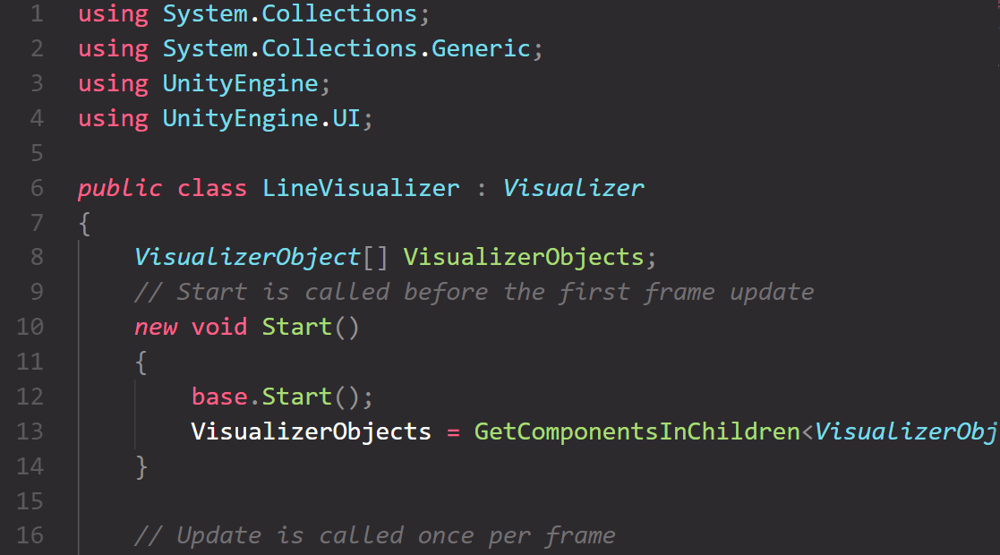 1 using System.Collections;
2 using System.Collections.Generic;
3 using UnityEngine;
4 using UnityEngine.UI;
5
6 public class LineVisualizer : Visualizer
7 {
8 VisualizerObject[] VisualizerObjects;
9 // Start is called before the first frame update
10 new void Start()
11 {
12 base.Start();
13 VisualizerObjects = GetComponentsInChildren<VisualizerObj
14 }
15
16 // Update is called once per frame